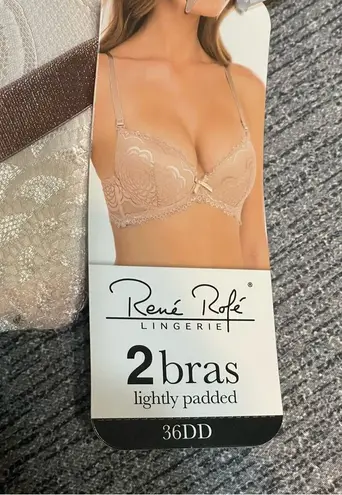 René Rofé®
LINGERIE
2 bras
lightly padded
36DD